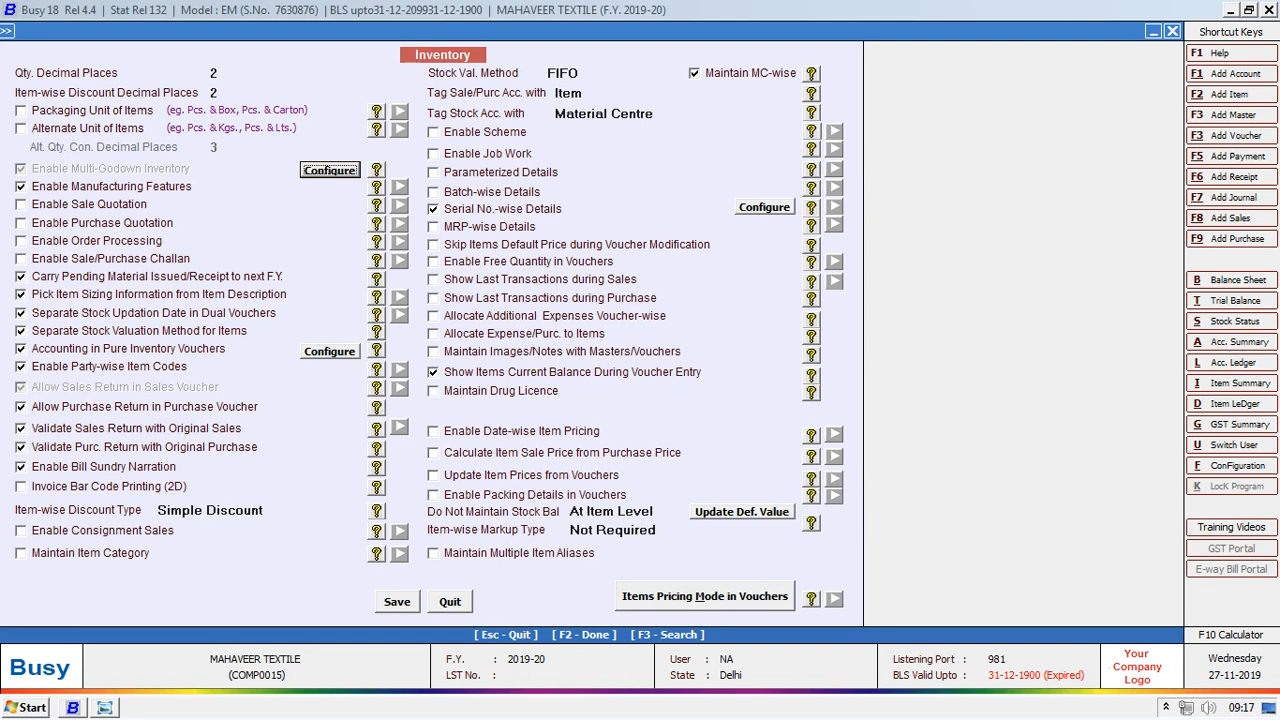 Busy 18 Rel 4.4 | Stat Rel 132 | Model : EM (S.No. 7630876) | BLS upto31-12-209931-12-1900 | MAHAVEER TEXTILE (F.Y. 2019-20)
>>
Inventory
Qty. Decimal Places 2
Item-wise Discount Decimal Places 2
Packaging Unit of Items (eg. Pcs. & Box, Pcs. & Carton)
Alternate Unit of Items (eg. Pcs. & Kgs., Pcs. & Lts.)
Alt. Qty. Con. Decimal Places 3
Enable Multi-Godown Inventory Configure
Enable Manufacturing Features
Enable Sale Quotation
Enable Purchase Quotation
Enable Order Processing
Enable Sale/Purchase Challan
Carry Pending Material Issued/Receipt to next F.Y.
Pick Item Sizing Information from Item Description
Separate Stock Updation Date in Dual Vouchers
Separate Stock Valuation Method for Items
Accounting in Pure Inventory Vouchers Configure
Enable Party-wise Item Codes
Allow Sales Return in Sales Voucher
Allow Purchase Return in Purchase Voucher
Validate Sales Return with Original Sales
Validate Purc. Return with Original Purchase
Enable Bill Sundry Narration
Invoice Bar Code Printing (2D)
Item-wise Discount Type Simple Discount
Enable Consignment Sales
Maintain Item Category
Stock Val. Method FIFO Maintain MC-wise
Tag Sale/Purc Acc. with Item
Tag Stock Acc. with Material Centre
Enable Scheme
Enable Job Work
Parameterized Details
Batch-wise Details
Serial No.-wise Details Configure
MRP-wise Details
Skip Items Default Price during Voucher Modification
Enable Free Quantity in Vouchers
Show Last Transactions during Sales
Show Last Transactions during Purchase
Allocate Additional Expenses Voucher-wise
Allocate Expense/Purc. to Items
Maintain Images/Notes with Masters/Vouchers
Show Items Current Balance During Voucher Entry
Maintain Drug Licence
Enable Date-wise Item Pricing
Calculate Item Sale Price from Purchase Price
Update Item Prices from Vouchers
Enable Packing Details in Vouchers
Do Not Maintain Stock Bal At Item Level Update Def. Value
Item-wise Markup Type Not Required
Maintain Multiple Item Aliases
Save Quit Items Pricing Mode in Vouchers
[ Esc - Quit ] [ F2 - Done ] [ F3 - Search ]
Shortcut Keys
F1 Help
F1 Add Account
F2 Add Item
F3 Add Master
F3 Add Voucher
F5 Add Payment
F6 Add Receipt
F7 Add Journal
F8 Add Sales
F9 Add Purchase
B Balance Sheet
T Trial Balance
S Stock Status
A Acc. Summary
L Acc. Ledger
I Item Summary
D Item LeDger
G GST Summary
U Switch User
F ConFiguration
K LocK Program
Training Videos
GST Portal
E-way Bill Portal
F10 Calculator
Busy
MAHAVEER TEXTILE
(COMP0015)
F.Y. : 2019-20
LST No. :
User : NA
State : Delhi
Listening Port : 981
BLS Valid Upto : 31-12-1900 (Expired)
Your
Company
Logo
Wednesday
27-11-2019
Start
09:17